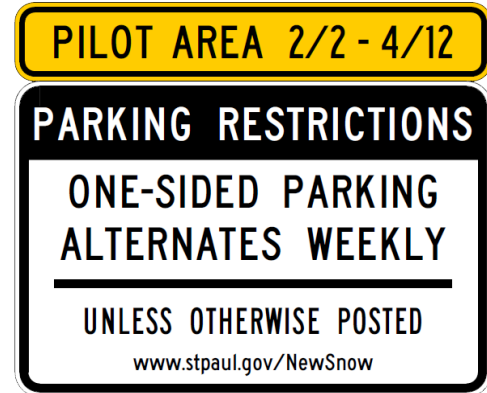 PILOT AREA 2/2 - 4/12
PARKING RESTRICTIONS
ONE-SIDED PARKING
ALTERNATES WEEKLY
UNLESS OTHERWISE POSTED
www.stpaul.gov/NewSnow